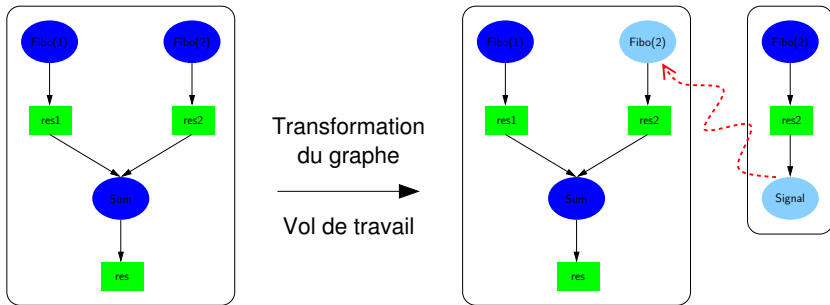 Fibo(1)
Fibo(2)
res1
res2
Sum
res
Transformation
du graphe
Vol de travail
Fibo(1)
Fibo(2)
res1
res2
Sum
res
Fibo(2)
res2
Signal